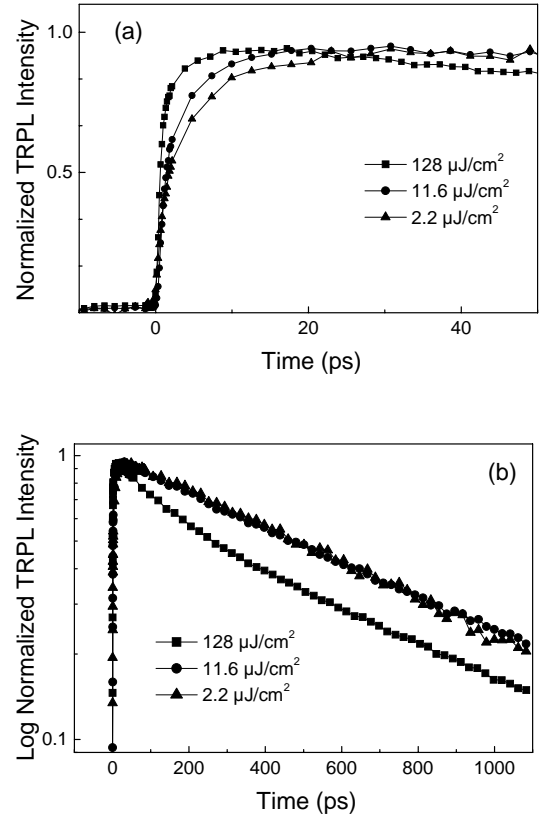 (a)
Normalized TRPL Intensity
1.0
0.5
128 µJ/cm²
11.6 µJ/cm²
2.2 µJ/cm²
0 20 40
Time (ps)
(b)
Log Normalized TRPL Intensity
1
0.1
128 µJ/cm²
11.6 µJ/cm²
2.2 µJ/cm²
0 200 400 600 800 1000
Time (ps)